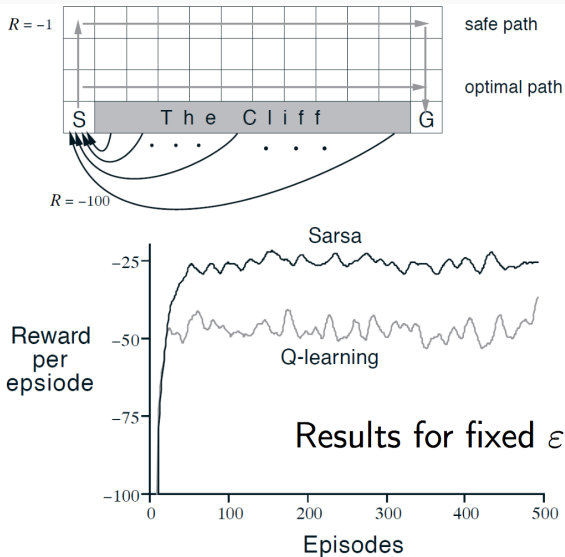 R = −1
safe path
optimal path
S
The Cliff
G
R = −100
Sarsa
−25
Reward
per
epsiode
−50
Q-learning
−75
Results for fixed ε
−100
0 100 200 300 400 500
Episodes